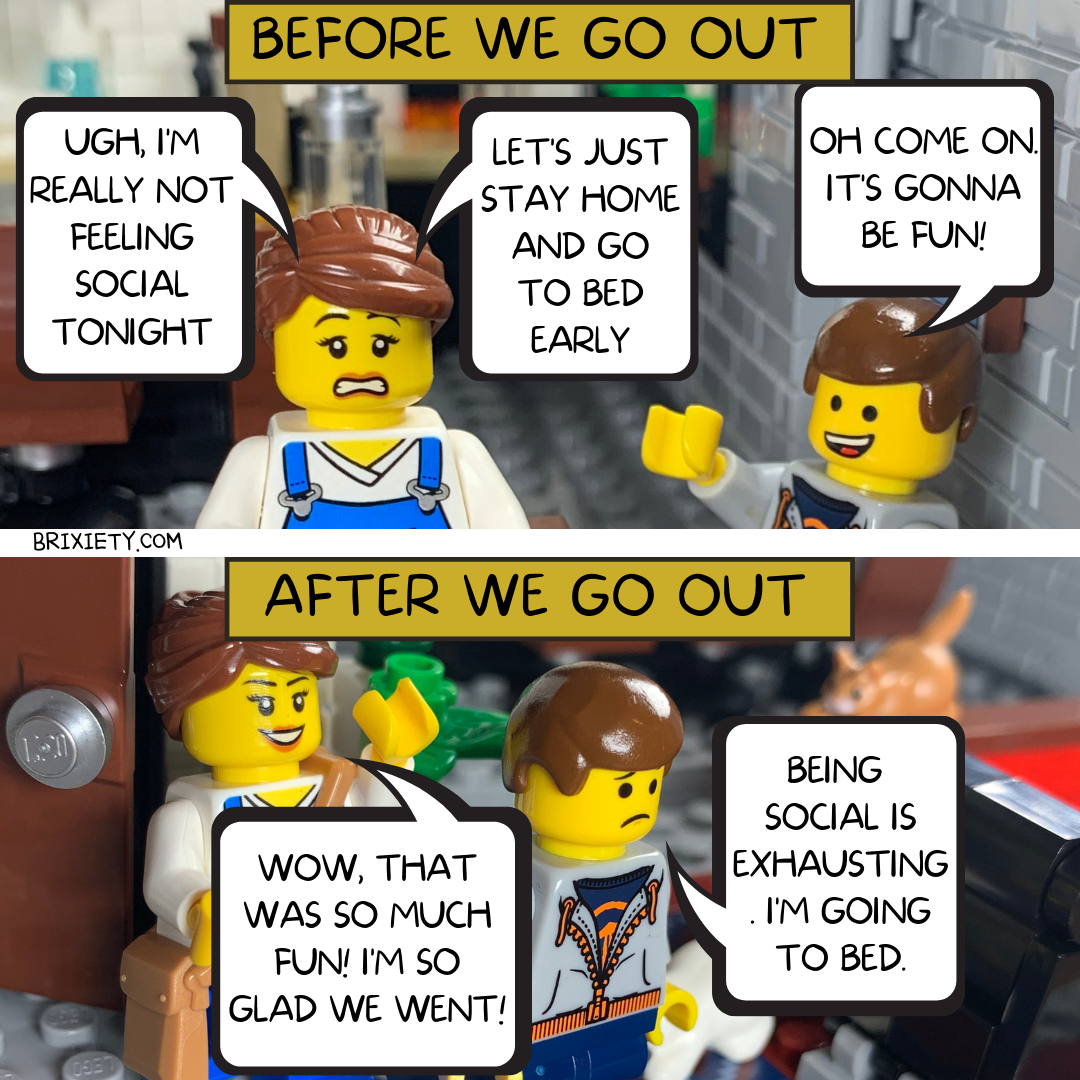 BEFORE WE GO OUT
UGH, I'M
REALLY NOT
FEELING
SOCIAL
TONIGHT
LET'S JUST
STAY HOME
AND GO
TO BED
EARLY
OH COME ON.
IT'S GONNA
BE FUN!
BRIXIETY.COM
AFTER WE GO OUT
WOW, THAT
WAS SO MUCH
FUN! I'M SO
GLAD WE WENT!
BEING
SOCIAL IS
EXHAUSTING
. I'M GOING
TO BED.